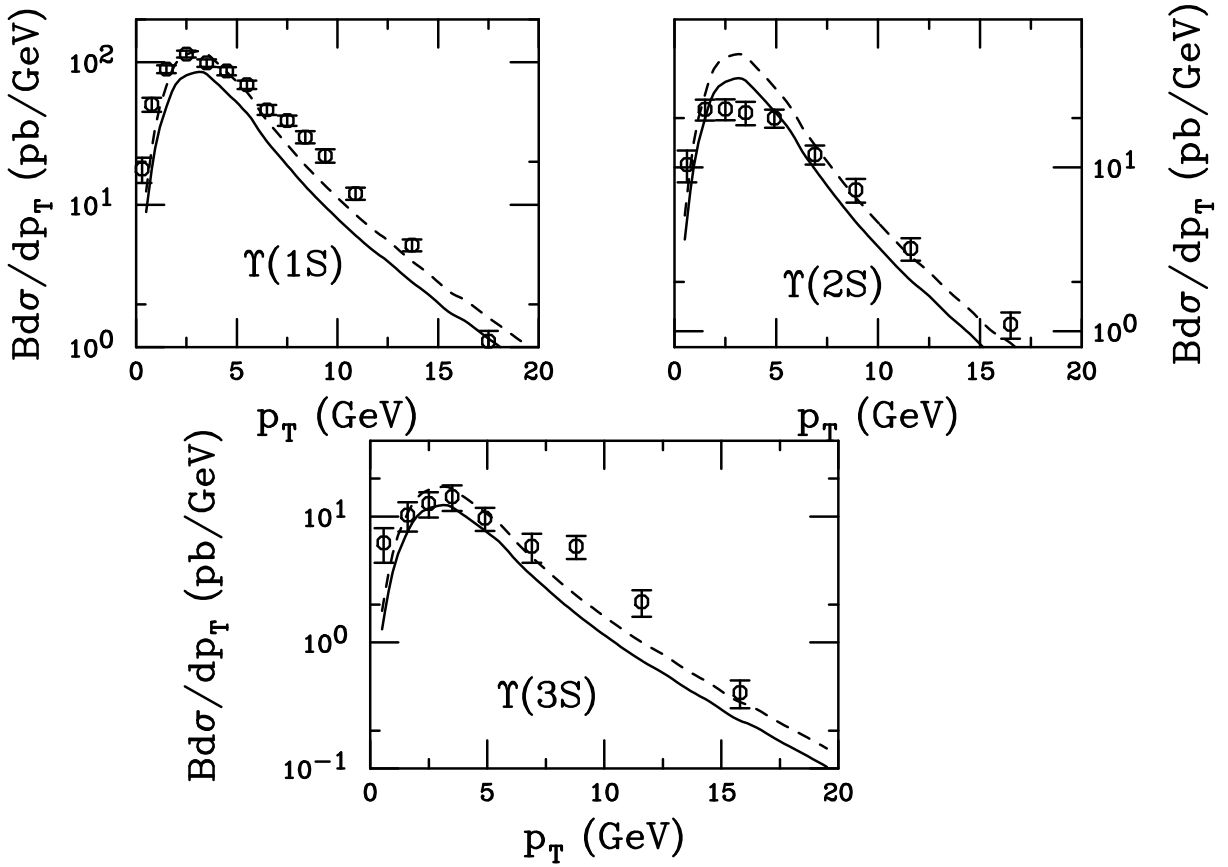 Bdσ/dp_T (pb/GeV)
10^2
10^1
10^0
ϒ(1S)
0 5 10 15 20
p_T (GeV)
Bdσ/dp_T (pb/GeV)
10^1
10^0
ϒ(2S)
0 5 10 15 20
p_T (GeV)
Bdσ/dp_T (pb/GeV)
10^1
10^0
10^-1
ϒ(3S)
0 5 10 15 20
p_T (GeV)